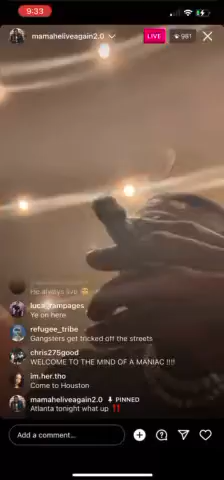 9:33
mamaheliveagain2.0
LIVE
981
He always live
luca_rampages
Ye on here
refugee_tribe
Gangsters get tricked off the streets
chris275good
WELCOME TO THE MIND OF A MANIAC !!!!
im.her.tho
Come to Houston
mamaheliveagain2.0 PINNED
Atlanta tonight what up ‼️
Add a comment...